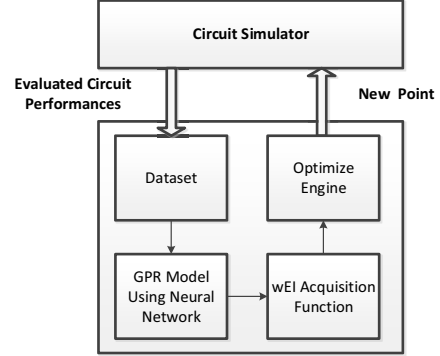 Circuit Simulator
Evaluated Circuit
Performances
New Point
Dataset
Optimize
Engine
GPR Model
Using Neural
Network
wEI Acquisition
Function